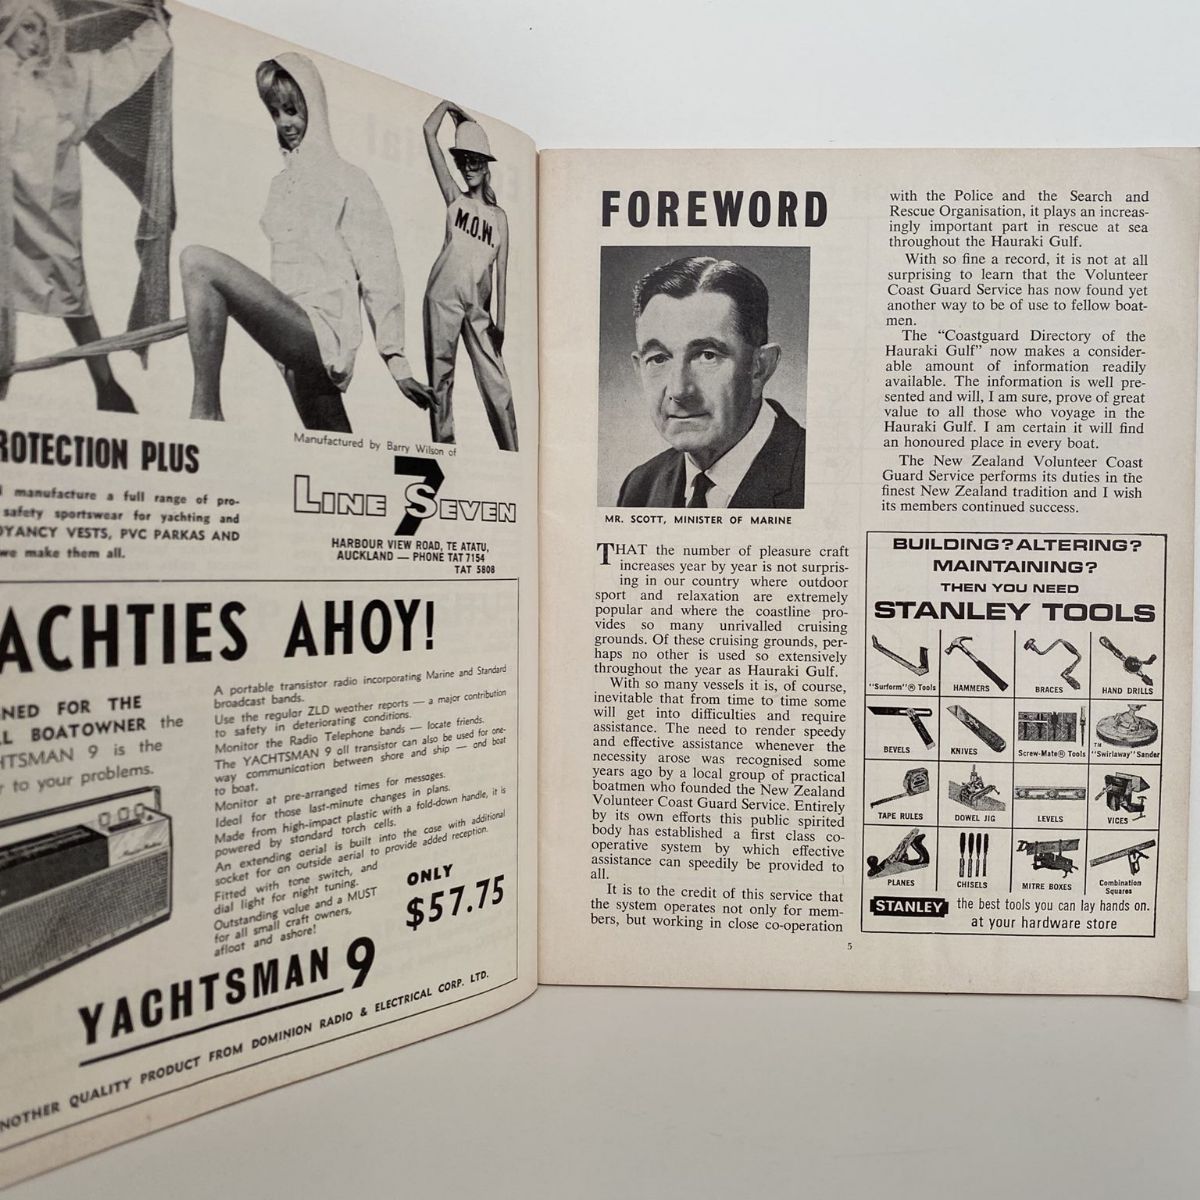 M.O.W.
ROTECTION PLUS
manufacture a full range of pro-
safety sportswear for yachting and
OYANCY VESTS, PVC PARKAS AND
we make them all.
Manufactured by Barry Wilson of
LINE 7 SEVEN
HARBOUR VIEW ROAD, TE ATATU,
AUCKLAND — PHONE TAT 7154
TAT 5808
ACHTIES AHOY!
NED FOR THE
L BOATOWNER the
HTSMAN 9 is the
r to your problems.
A portable transistor radio incorporating Marine and Standard
broadcast bands.
Use the regular ZLD weather reports — a major contribution
to safety in deteriorating conditions.
Monitor the Radio Telephone bands — locate friends.
The YACHTSMAN 9 all transistor can also be used for one-
way communication between shore and ship — and boat
to boat.
Monitor at pre-arranged times for messages.
Ideal for those last-minute changes in plans.
Made from high-impact plastic with a fold-down handle, it is
powered by standard torch cells.
An extending aerial is built into the case with additional
socket for an outside aerial to provide added reception.
Fitted with tone switch, and
dial light for night tuning.
Outstanding value and a MUST
for all small craft owners,
afloat and ashore!
ONLY
$57.75
YACHTSMAN 9
NOTHER QUALITY PRODUCT FROM DOMINION RADIO & ELECTRICAL CORP. LTD.
FOREWORD
MR. SCOTT, MINISTER OF MARINE
THAT the number of pleasure craft
increases year by year is not surpris-
ing in our country where outdoor
sport and relaxation are extremely
popular and where the coastline pro-
vides so many unrivalled cruising
grounds. Of these cruising grounds, per-
haps no other is used so extensively
throughout the year as Hauraki Gulf.
With so many vessels it is, of course,
inevitable that from time to time some
will get into difficulties and require
assistance. The need to render speedy
and effective assistance whenever the
necessity arose was recognised some
years ago by a local group of practical
boatmen who founded the New Zealand
Volunteer Coast Guard Service. Entirely
by its own efforts this public spirited
body has established a first class co-
operative system by which effective
assistance can speedily be provided to
all.
It is to the credit of this service that
the system operates not only for mem-
bers, but working in close co-operation
with the Police and the Search and
Rescue Organisation, it plays an increas-
ingly important part in rescue at sea
throughout the Hauraki Gulf.
With so fine a record, it is not at all
surprising to learn that the Volunteer
Coast Guard Service has now found yet
another way to be of use to fellow boat-
men.
The "Coastguard Directory of the
Hauraki Gulf" now makes a consider-
able amount of information readily
available. The information is well pre-
sented and will, I am sure, prove of great
value to all those who voyage in the
Hauraki Gulf. I am certain it will find
an honoured place in every boat.
The New Zealand Volunteer Coast
Guard Service performs its duties in the
finest New Zealand tradition and I wish
its members continued success.
BUILDING? ALTERING?
MAINTAINING?
THEN YOU NEED
STANLEY TOOLS
"Surform"® Tools
HAMMERS
BRACES
HAND DRILLS
BEVELS
KNIVES
Screw-Mate® Tools
"Swirlaway" Sander
TAPE RULES
DOWEL JIG
LEVELS
VICES
PLANES
CHISELS
MITRE BOXES
Combination
Squares
STANLEY the best tools you can lay hands on.
at your hardware store
5